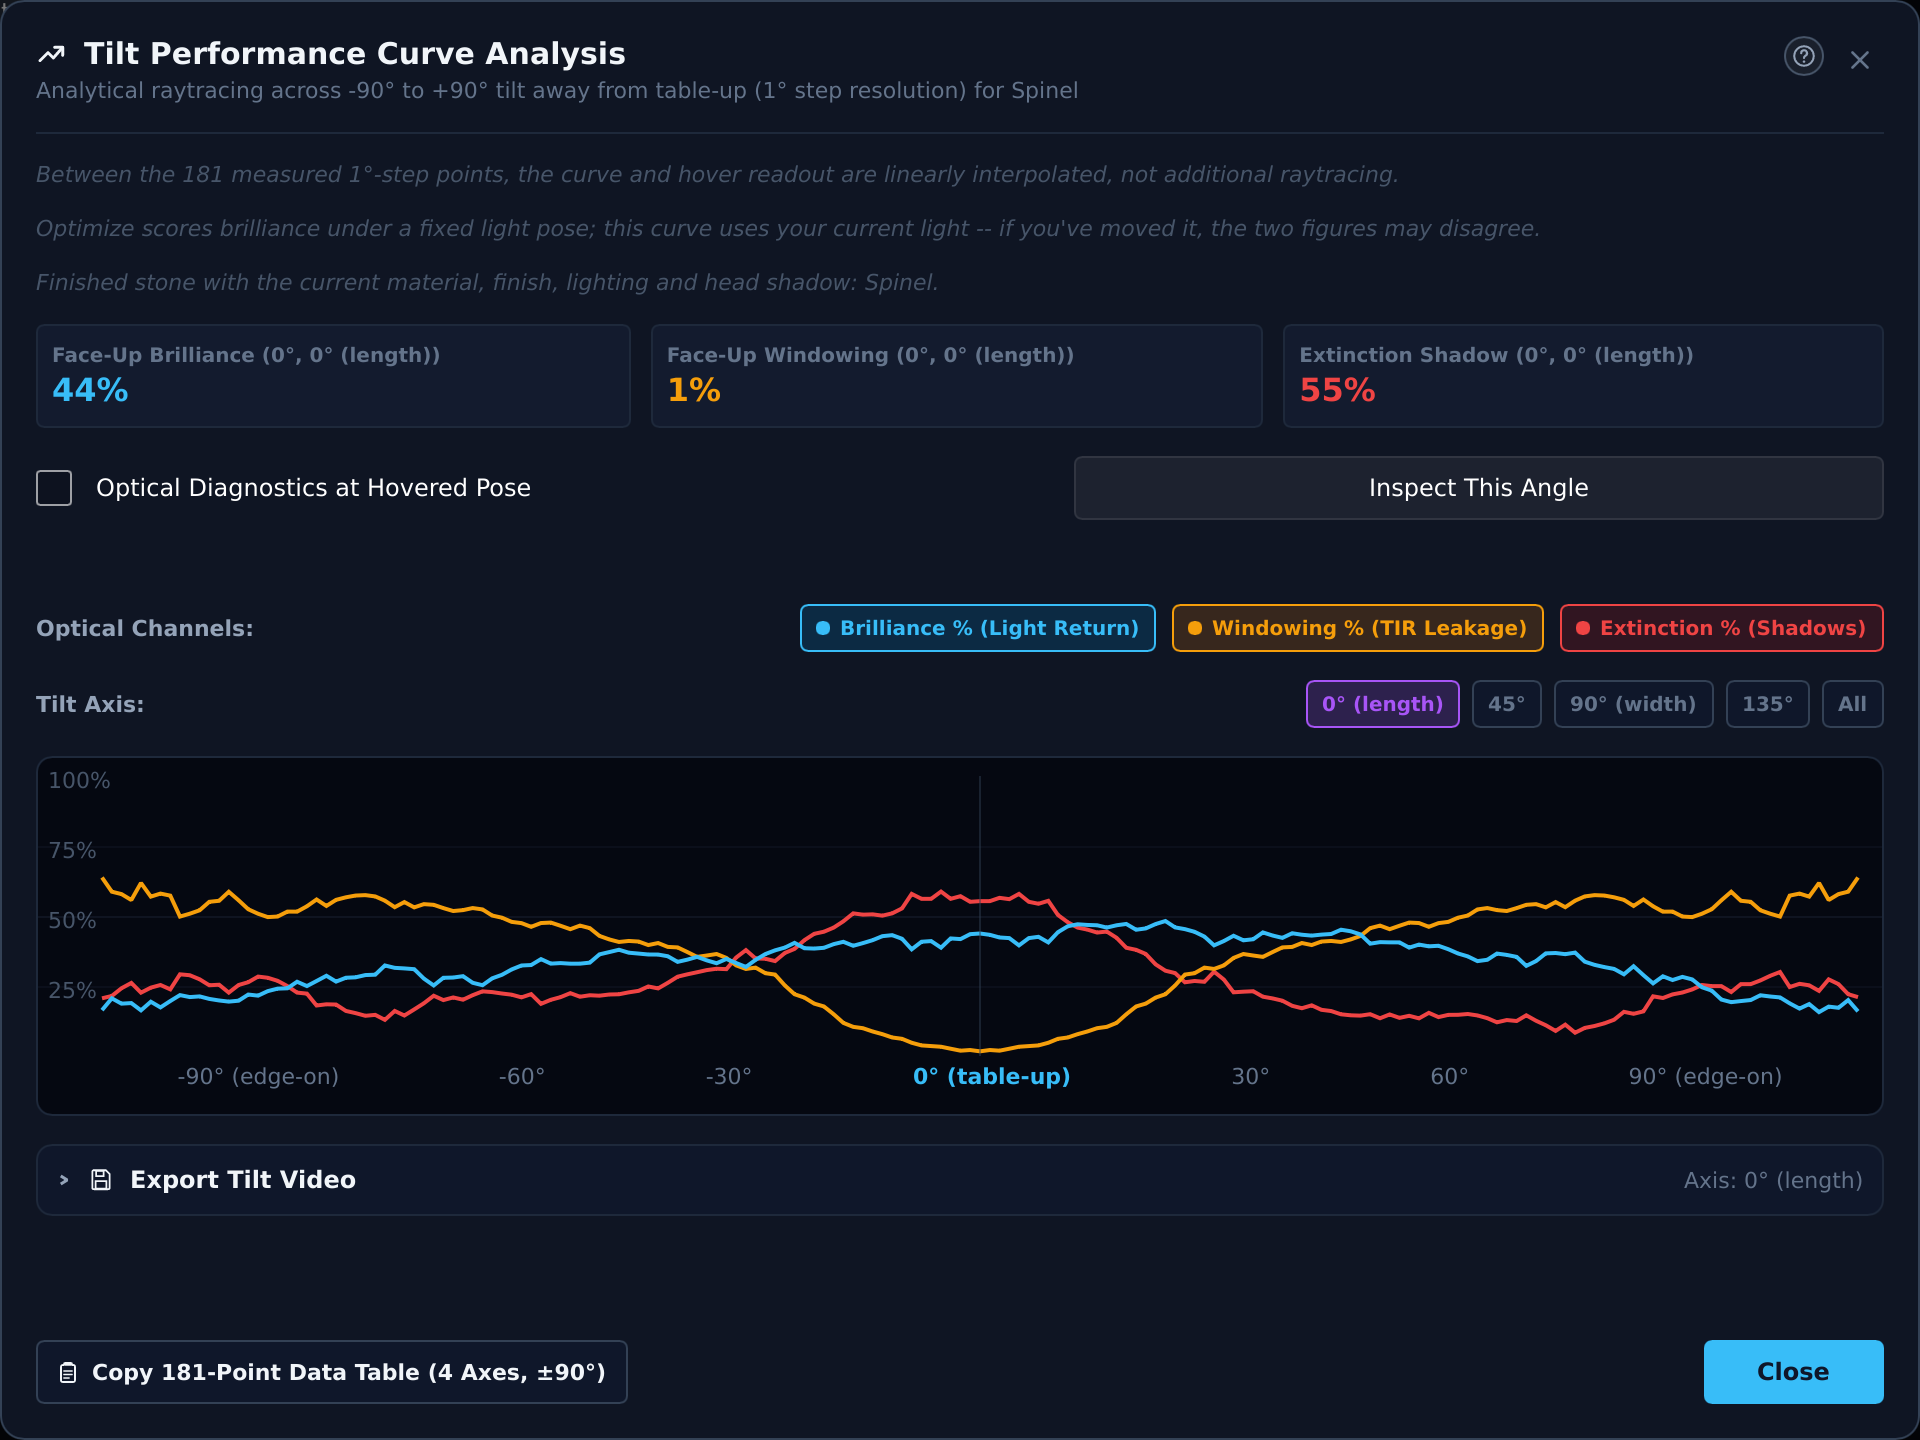 Tilt Performance Curve Analysis
Analytical raytracing across -90° to +90° tilt away from table-up (1° step resolution) for Spinel
Between the 181 measured 1°-step points, the curve and hover readout are linearly interpolated, not additional raytracing.
Optimize scores brilliance under a fixed light pose; this curve uses your current light -- if you've moved it, the two figures may disagree.
Finished stone with the current material, finish, lighting and head shadow: Spinel.
Face-Up Brilliance (0°, 0° (length))
44%
Face-Up Windowing (0°, 0° (length))
1%
Extinction Shadow (0°, 0° (length))
55%
Optical Diagnostics at Hovered Pose
Inspect This Angle
Optical Channels:
Brilliance % (Light Return)
Windowing % (TIR Leakage)
Extinction % (Shadows)
Tilt Axis:
0° (length)
45°
90° (width)
135°
All
100%
75%
50%
25%
-90° (edge-on)
-60°
-30°
0° (table-up)
30°
60°
90° (edge-on)
Export Tilt Video
Axis: 0° (length)
Copy 181-Point Data Table (4 Axes, ±90°)
Close